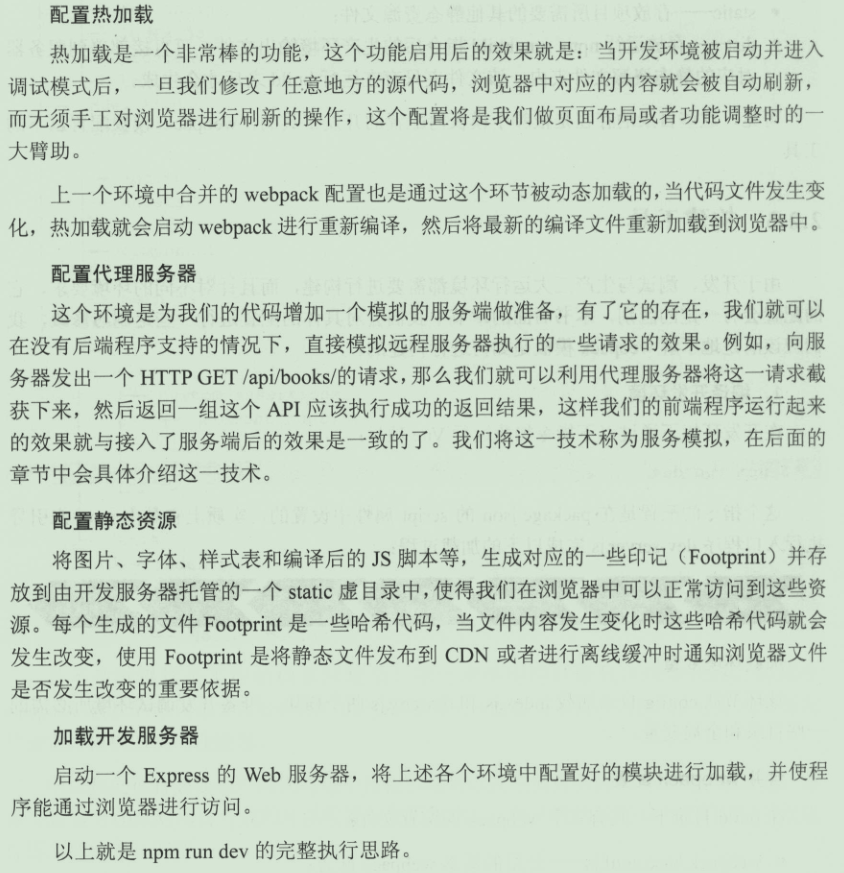 配置热加载
热加载是一个非常棒的功能，这个功能启用后的效果就是：当开发环境被启动并进入
调试模式后，一旦我们修改了任意地方的源代码，浏览器中对应的内容就会被自动刷新，
而无须手工对浏览器进行刷新的操作，这个配置将是我们做页面布局或者功能调整时的一
大臂助。
上一个环境中合并的 webpack 配置也是通过这个环节被动态加载的，当代码文件发生变
化，热加载就会启动 webpack 进行重新编译，然后将最新的编译文件重新加载到浏览器中。
配置代理服务器
这个环境是为我们的代码增加一个模拟的服务端做准备，有了它的存在，我们就可以
在没有后端程序支持的情况下，直接模拟远程服务器执行的一些请求的效果。例如，向服
务器发出一个 HTTP GET /api/books/的请求，那么我们就可以利用代理服务器将这一请求截
获下来，然后返回一组这个 API 应该执行成功的返回结果，这样我们的前端程序运行起来
的效果就与接入了服务端后的效果是一致的了。我们将这一技术称为服务模拟，在后面的
章节中会具体介绍这一技术。
配置静态资源
将图片、字体、样式表和编译后的 JS 脚本等，生成对应的一些印记（Footprint）并存
放到由开发服务器托管的一个 static 虚目录中，使得我们在浏览器中可以正常访问到这些资
源。每个生成的文件 Footprint 是一些哈希代码，当文件内容发生变化时这些哈希代码就会
发生改变，使用 Footprint 是将静态文件发布到 CDN 或者进行离线缓冲时通知浏览器文件
是否发生改变的重要依据。
加载开发服务器
启动一个 Express 的 Web 服务器，将上述各个环境中配置好的模块进行加载，并使程
序能通过浏览器进行访问。
以上就是 npm run dev 的完整执行思路。